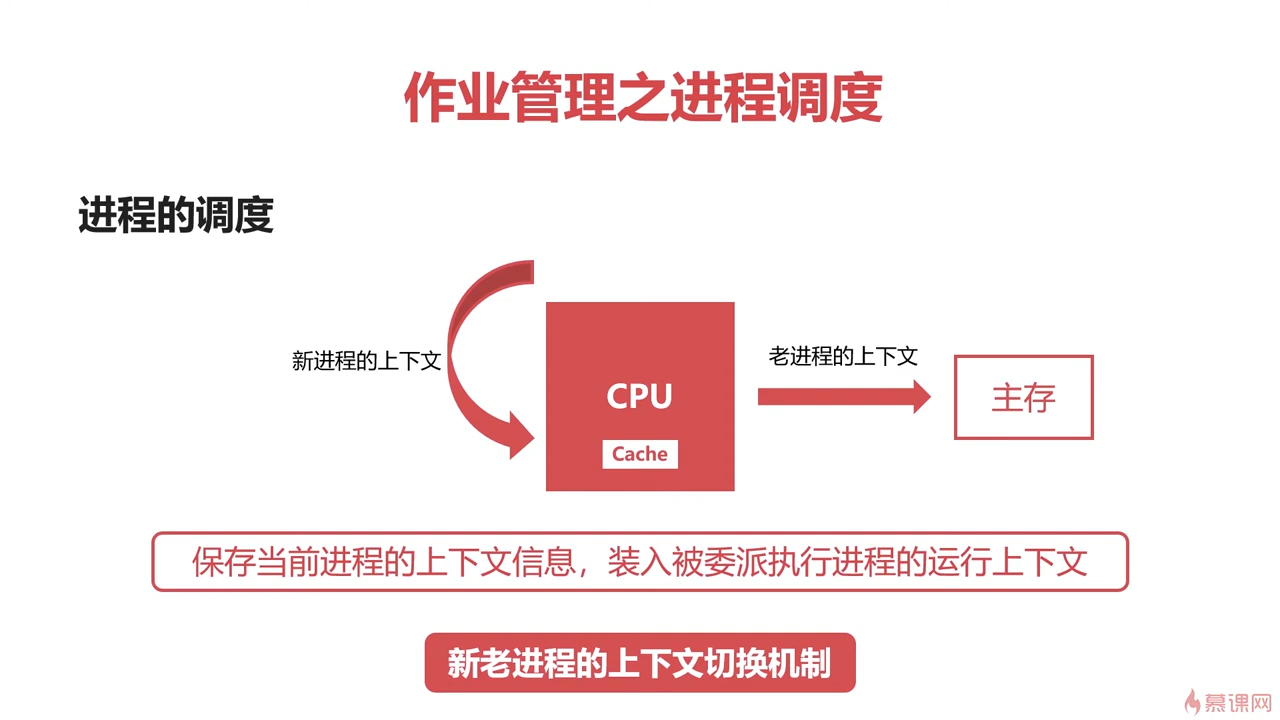 作业管理之进程调度
进程的调度
新进程的上下文
老进程的上下文
CPU
Cache
主存
保存当前进程的上下文信息，装入被委派执行进程的运行上下文
新老进程的上下文切换机制
慕课网